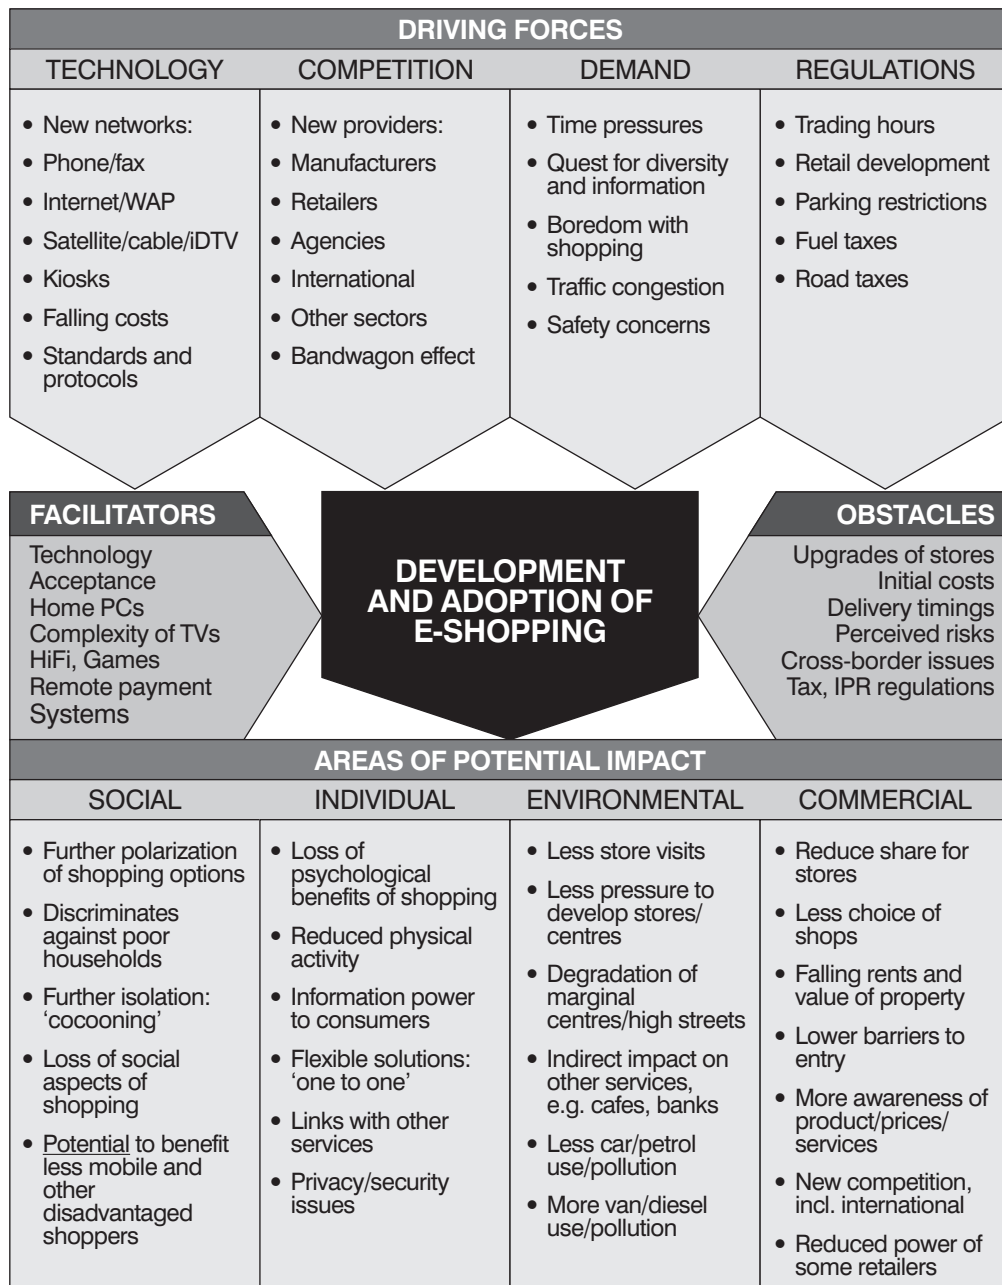 DRIVING FORCES
TECHNOLOGY
• New networks:
• Phone/fax
• Internet/WAP
• Satellite/cable/iDTV
• Kiosks
• Falling costs
• Standards and
protocols
COMPETITION
• New providers:
• Manufacturers
• Retailers
• Agencies
• International
• Other sectors
• Bandwagon effect
DEMAND
• Time pressures
• Quest for diversity
and information
• Boredom with
shopping
• Traffic congestion
• Safety concerns
REGULATIONS
• Trading hours
• Retail development
• Parking restrictions
• Fuel taxes
• Road taxes
FACILITATORS
Technology
Acceptance
Home PCs
Complexity of TVs
HiFi, Games
Remote payment
Systems
DEVELOPMENT
AND ADOPTION OF
E-SHOPPING
OBSTACLES
Upgrades of stores
Initial costs
Delivery timings
Perceived risks
Cross-border issues
Tax, IPR regulations
AREAS OF POTENTIAL IMPACT
SOCIAL
• Further polarization
of shopping options
• Discriminates
against poor
households
• Further isolation:
‘cocooning’
• Loss of social
aspects of
shopping
• Potential to benefit
less mobile and
other
disadvantaged
shoppers
INDIVIDUAL
• Loss of
psychological
benefits of shopping
• Reduced physical
activity
• Information power
to consumers
• Flexible solutions:
‘one to one’
• Links with other
services
• Privacy/security
issues
ENVIRONMENTAL
• Less store visits
• Less pressure to
develop stores/
centres
• Degradation of
marginal
centres/high streets
• Indirect impact on
other services,
e.g. cafes, banks
• Less car/petrol
use/pollution
• More van/diesel
use/pollution
COMMERCIAL
• Reduce share for
stores
• Less choice of
shops
• Falling rents and
value of property
• Lower barriers to
entry
• More awareness of
product/prices/
services
• New competition,
incl. international
• Reduced power of
some retailers